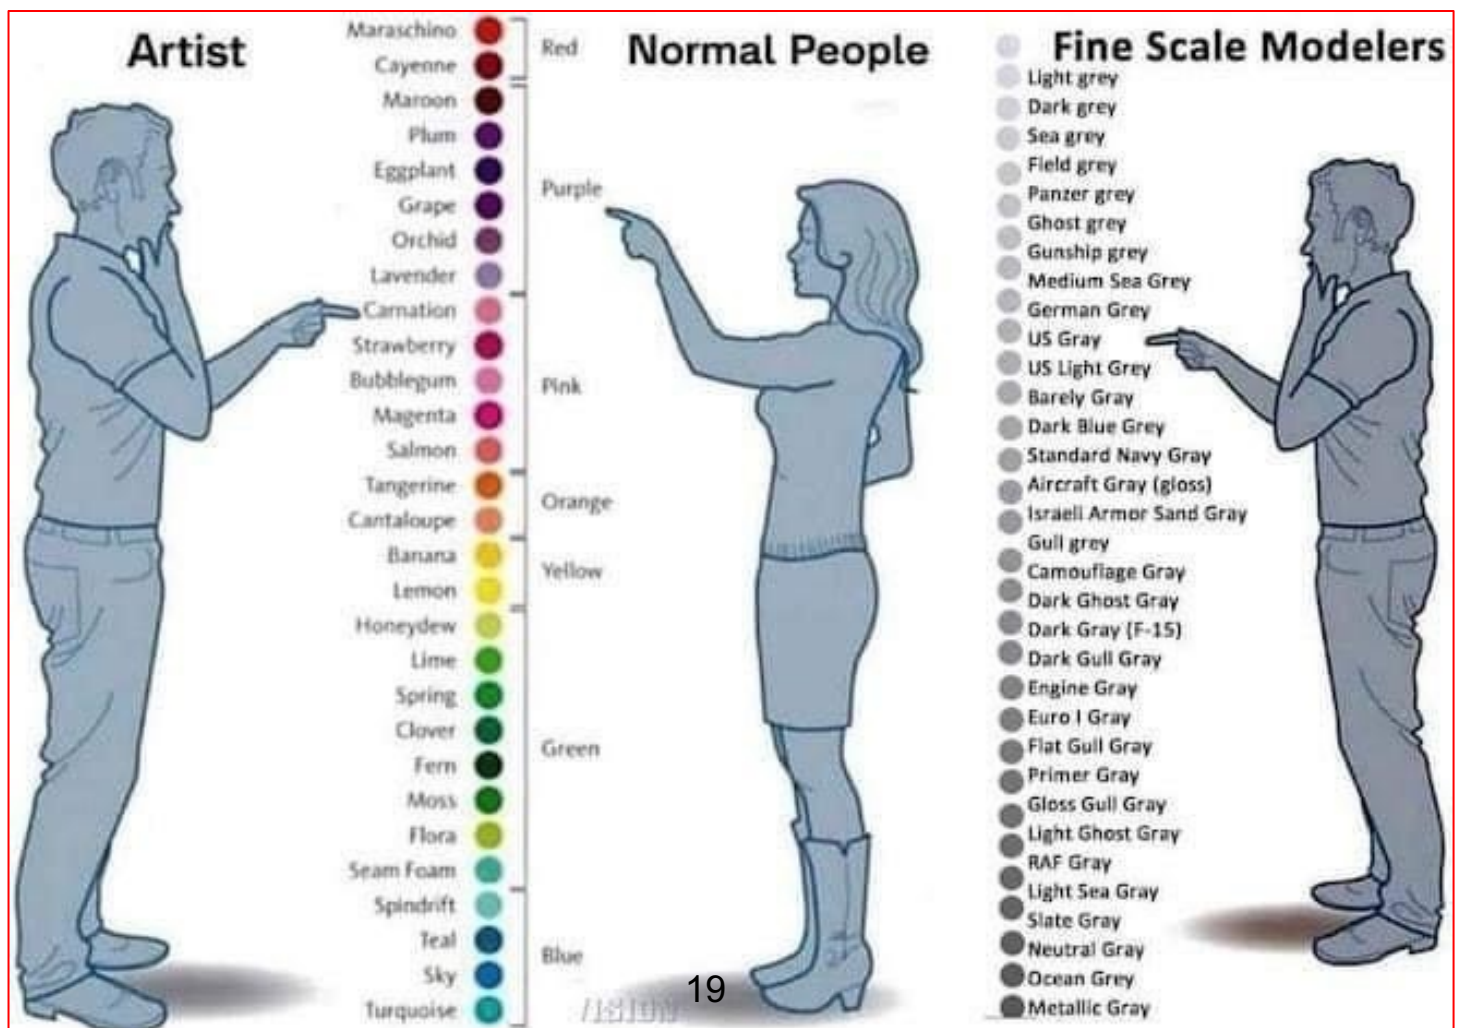 Artist
Maraschino
Cayenne
Maroon
Plum
Eggplant
Grape
Orchid
Lavender
Carnation
Strawberry
Bubblegum
Magenta
Salmon
Tangerine
Cantaloupe
Banana
Lemon
Honeydew
Lime
Spring
Clover
Fern
Moss
Flora
Seam Foam
Spindrift
Teal
Sky
Turquoise
Normal People
Red
Purple
Pink
Orange
Yellow
Green
Blue
Fine Scale Modelers
Light grey
Dark grey
Sea grey
Field grey
Panzer grey
Ghost grey
Gunship grey
Medium Sea Grey
German Grey
US Gray
US Light Grey
Barely Gray
Dark Blue Grey
Standard Navy Gray
Aircraft Gray (gloss)
Israeli Armor Sand Gray
Gull grey
Camouflage Gray
Dark Ghost Gray
Dark Gray (F-15)
Dark Gull Gray
Engine Gray
Euro I Gray
Flat Gull Gray
Primer Gray
Gloss Gull Gray
Light Ghost Gray
RAF Gray
Light Sea Gray
Slate Gray
Neutral Gray
Ocean Grey
Metallic Gray
19